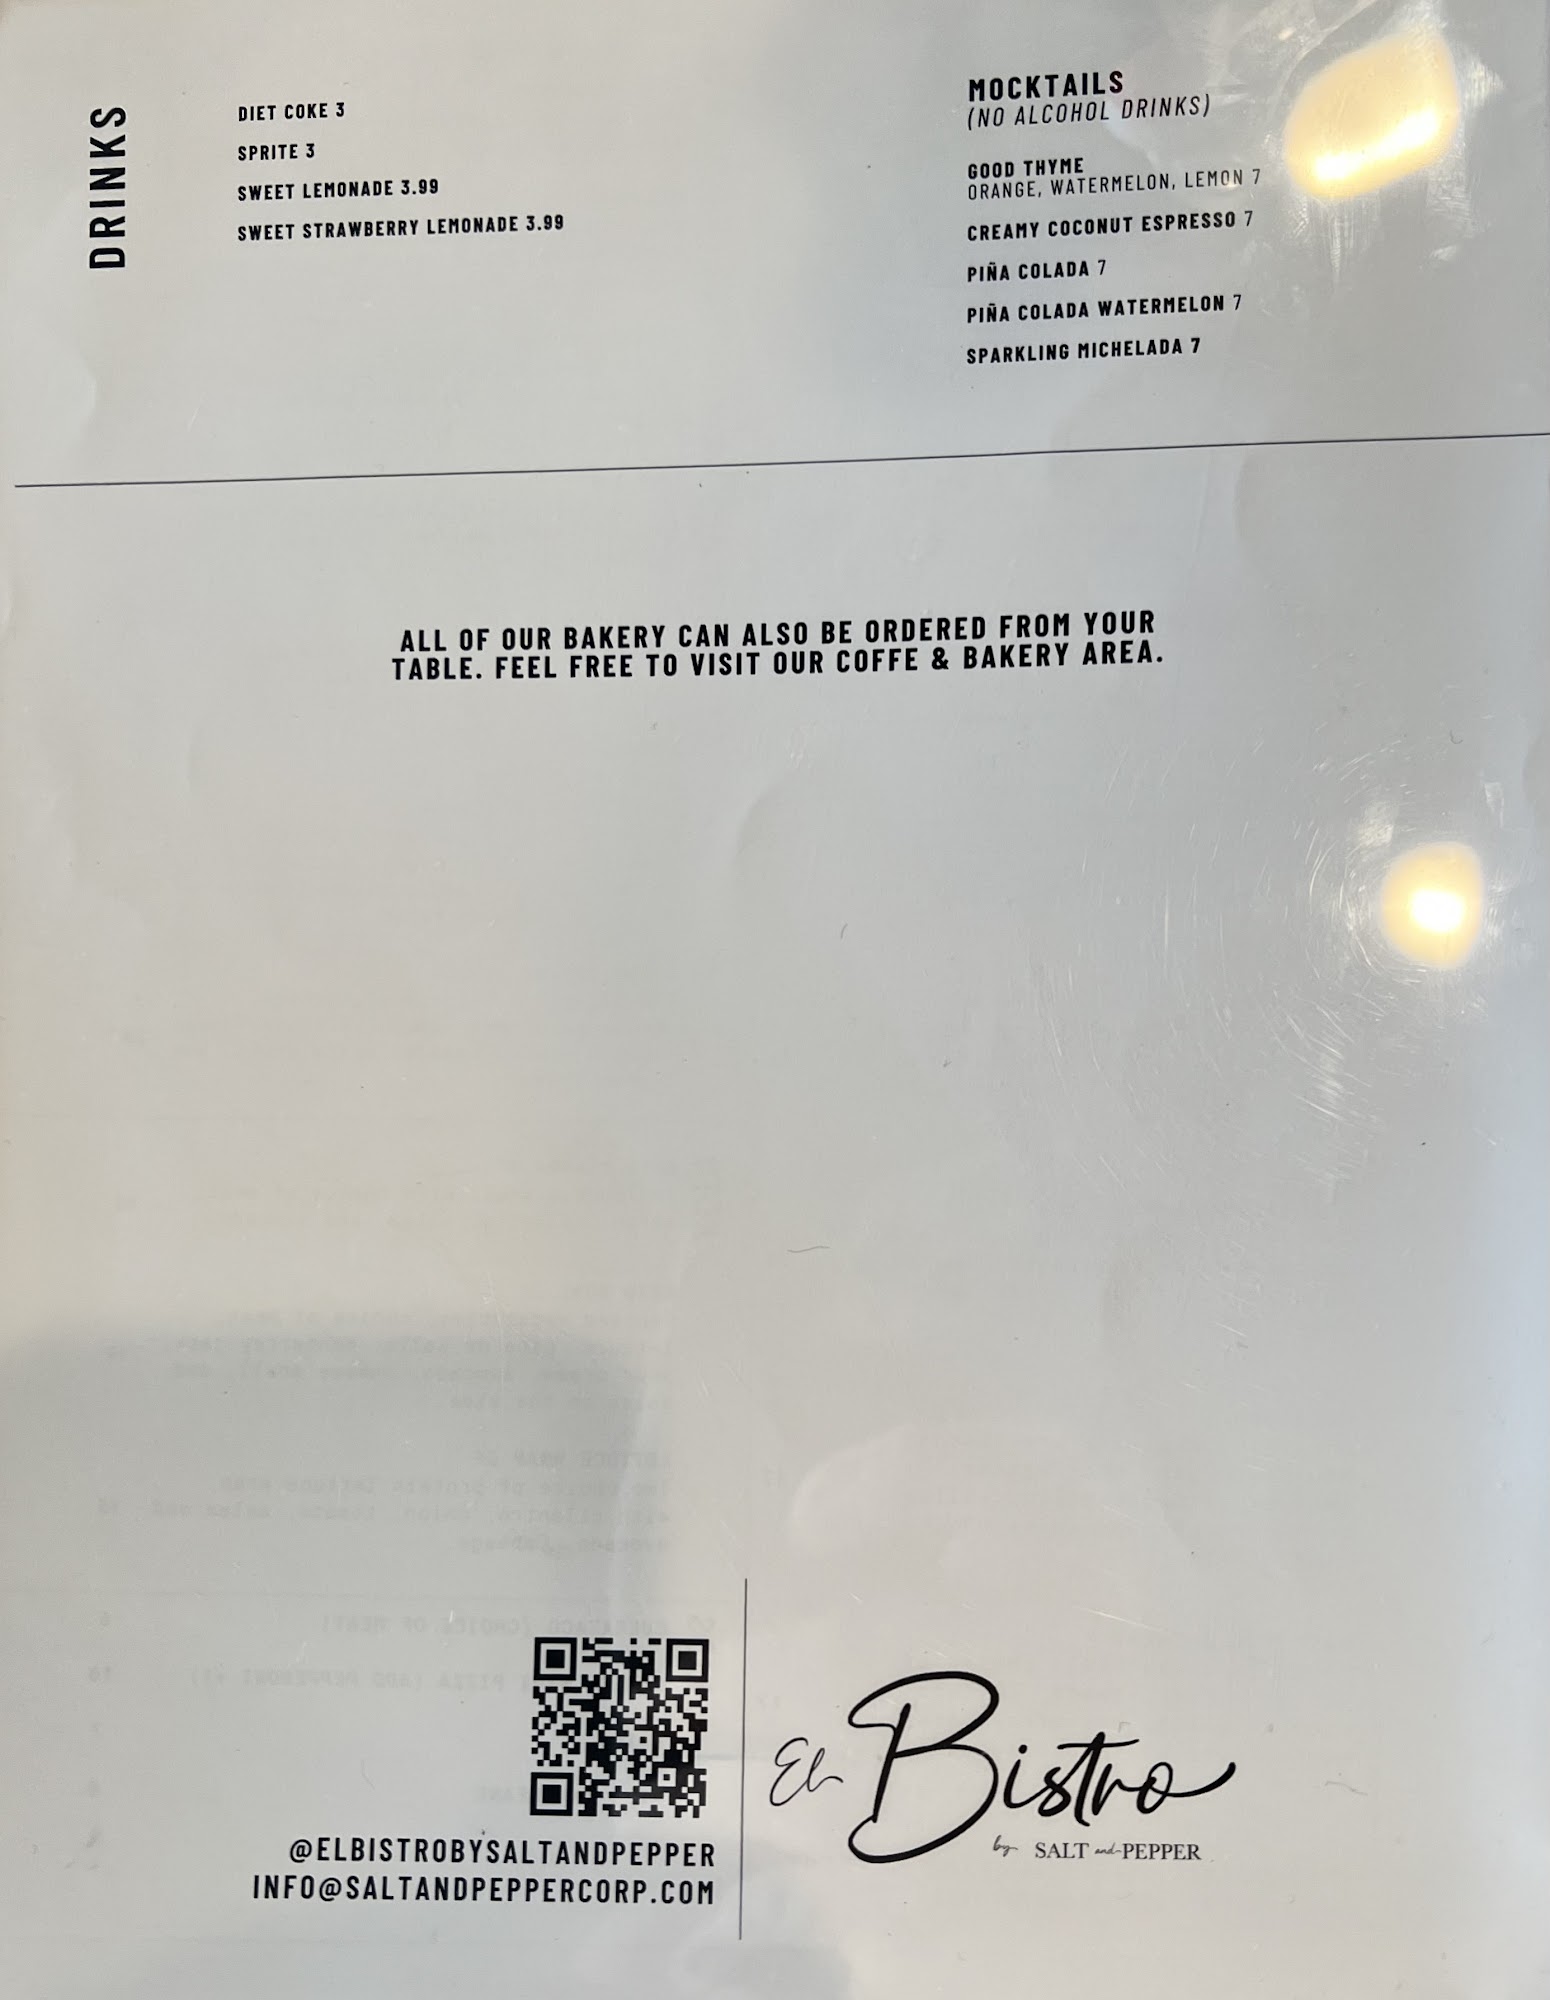 DRINKS
DIET COKE 3
SPRITE 3
SWEET LEMONADE 3.99
SWEET STRAWBERRY LEMONADE 3.99
MOCKTAILS
(NO ALCOHOL DRINKS)
GOOD THYME
ORANGE, WATERMELON, LEMON 7
CREAMY COCONUT ESPRESSO 7
PIÑA COLADA 7
PIÑA COLADA WATERMELON 7
SPARKLING MICHELADA 7
ALL OF OUR BAKERY CAN ALSO BE ORDERED FROM YOUR
TABLE. FEEL FREE TO VISIT OUR COFFE & BAKERY AREA.
@ELBISTROBYSALTANDPEPPER
INFO@SALTANDPEPPERCORP.COM
El Bistro
by SALT and PEPPER